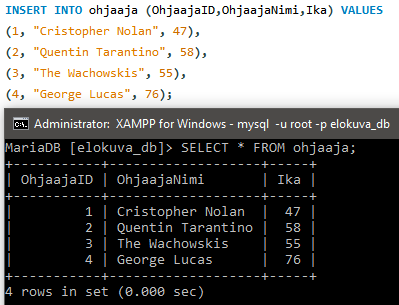 INSERT INTO ohjaaja (OhjaajaID,OhjaajaNimi,Ika) VALUES
(1, "Cristopher Nolan", 47),
(2, "Quentin Tarantino", 58),
(3, "The Wachowskis", 55),
(4, "George Lucas", 76);
Administrator:  XAMPP for Windows - mysql  -u root -p elokuva_db
MariaDB [elokuva_db]> SELECT * FROM ohjaaja;
+-----------+-------------------+-----+
| OhjaajaID | OhjaajaNimi       | Ika |
+-----------+-------------------+-----+
|         1 | Cristopher Nolan  |  47 |
|         2 | Quentin Tarantino |  58 |
|         3 | The Wachowskis    |  55 |
|         4 | George Lucas      |  76 |
+-----------+-------------------+-----+
4 rows in set (0.000 sec)